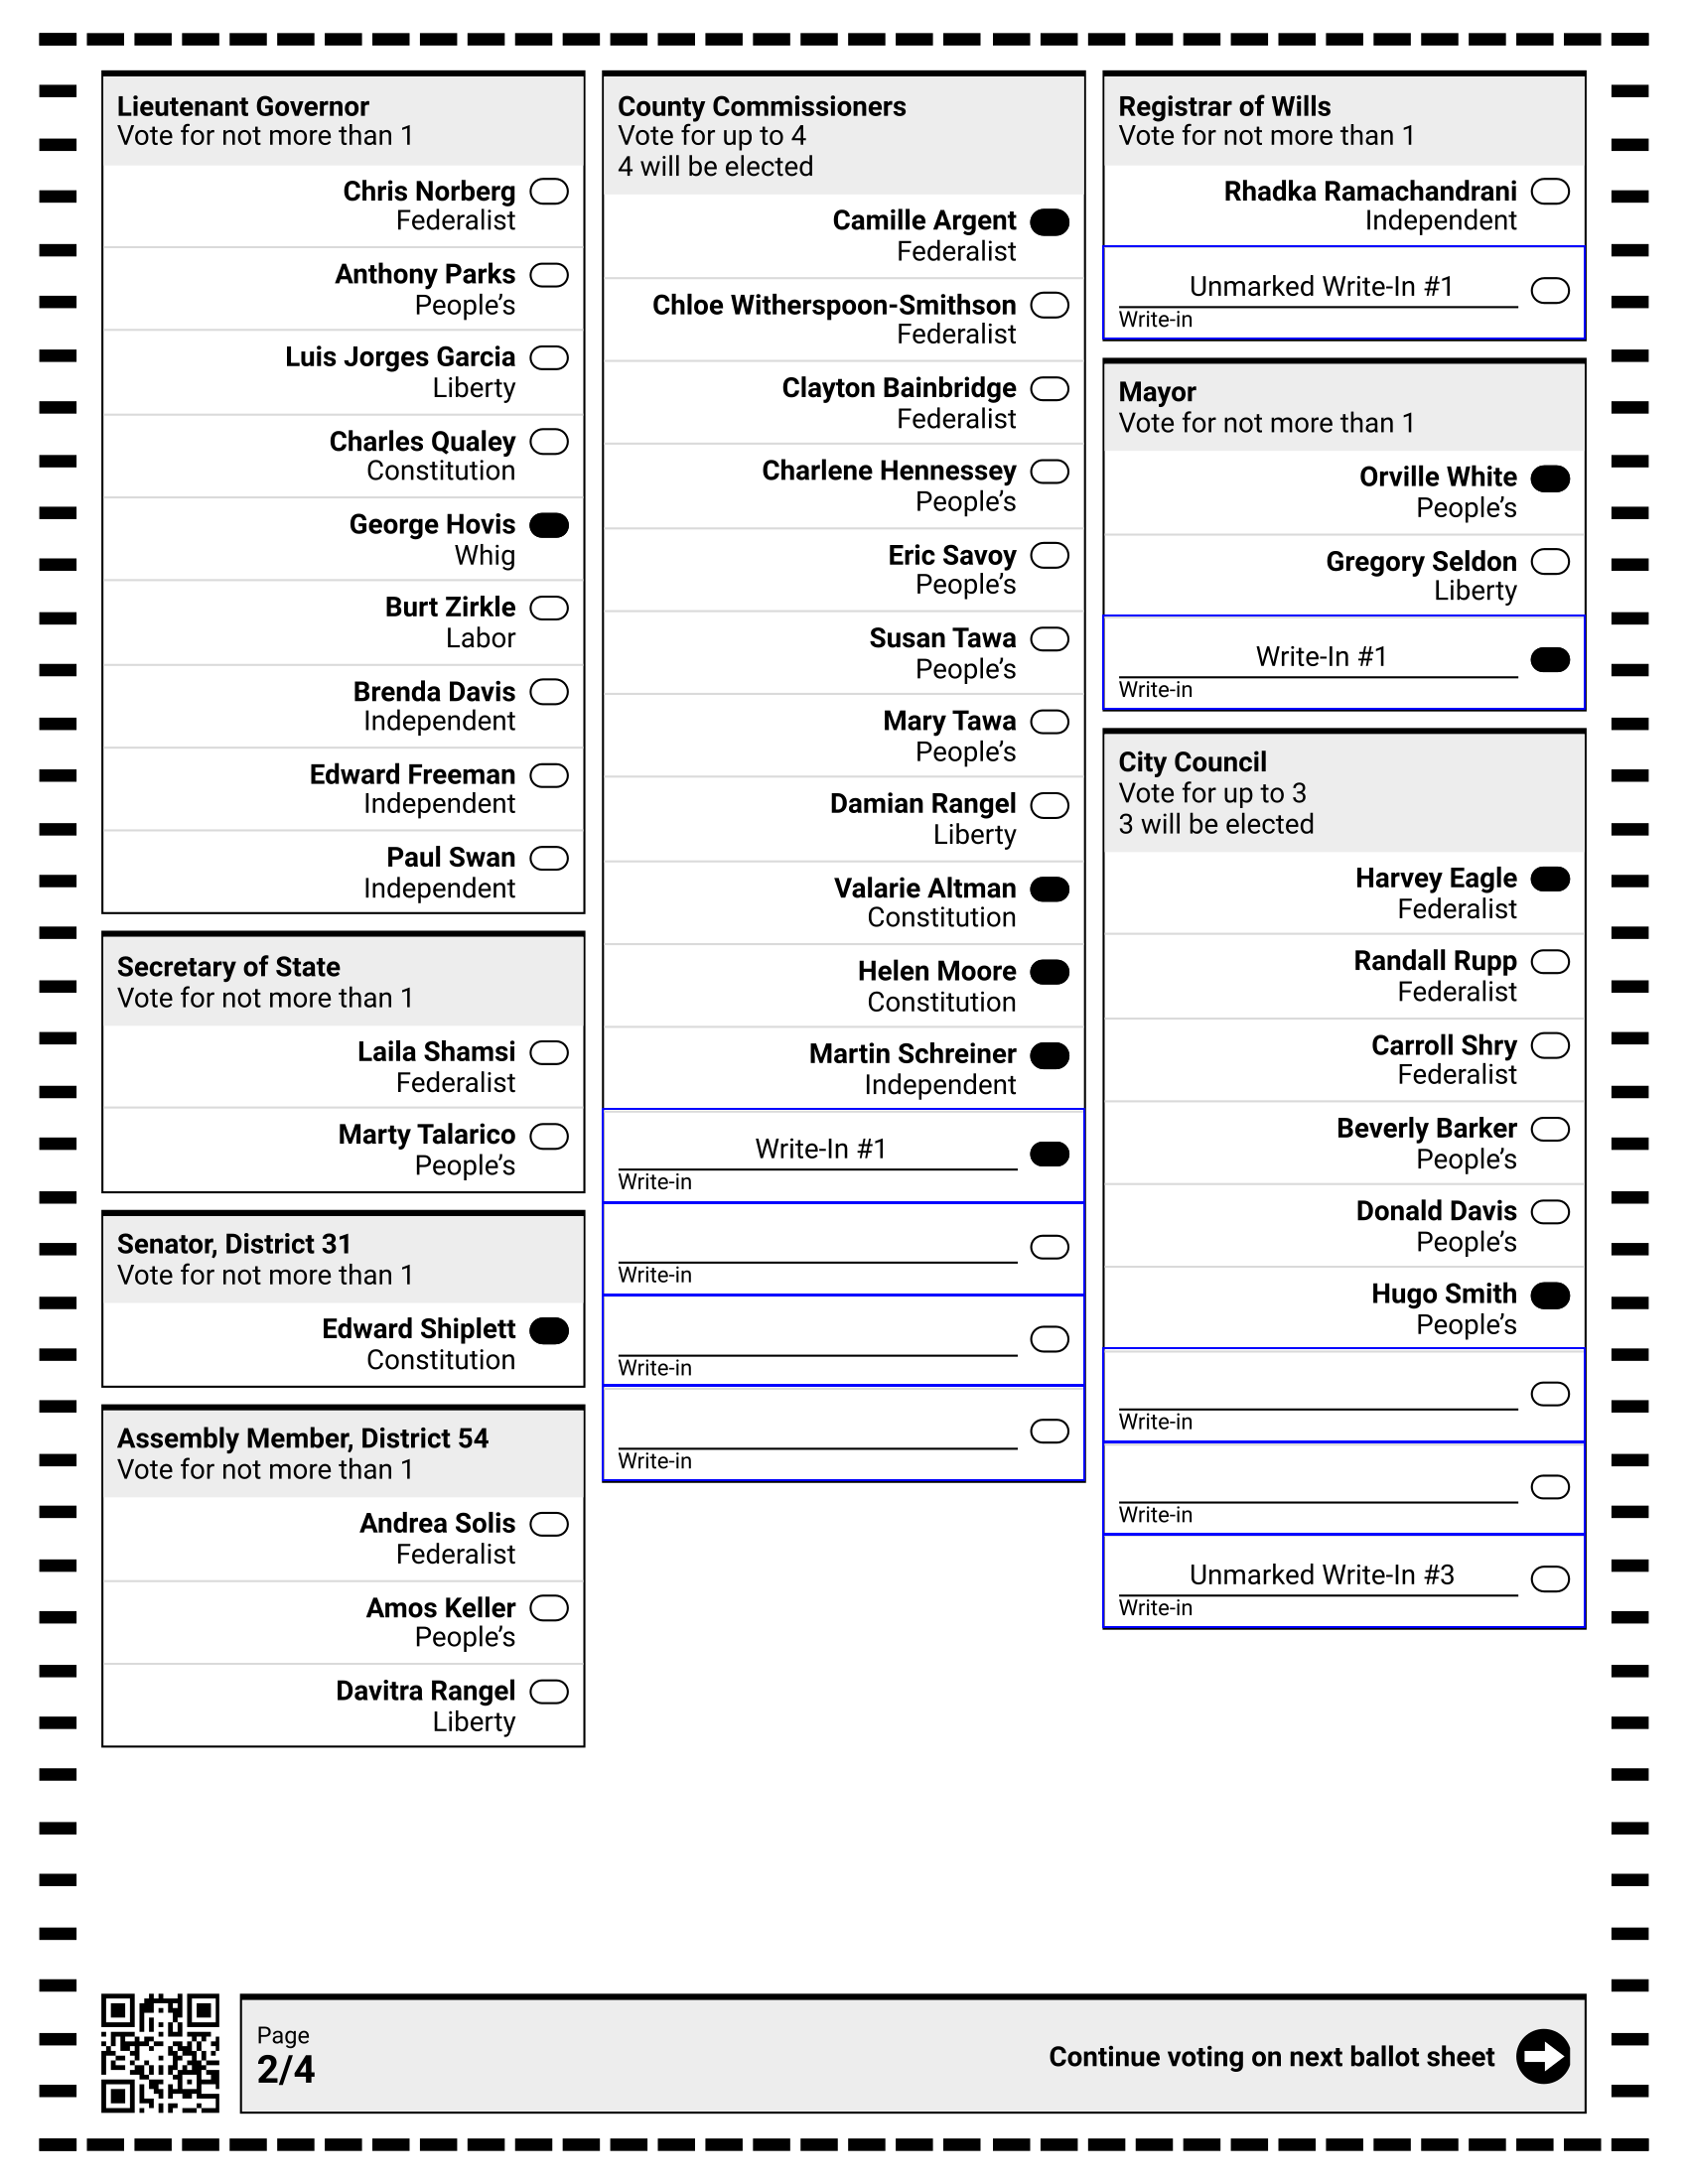 Lieutenant Governor
Vote for not more than 1
Chris Norberg
Federalist
Anthony Parks
People’s
Luis Jorges Garcia
Liberty
Charles Qualey
Constitution
George Hovis
Whig
Burt Zirkle
Labor
Brenda Davis
Independent
Edward Freeman
Independent
Paul Swan
Independent
Secretary of State
Vote for not more than 1
Laila Shamsi
Federalist
Marty Talarico
People’s
Senator, District 31
Vote for not more than 1
Edward Shiplett
Constitution
Assembly Member, District 54
Vote for not more than 1
Andrea Solis
Federalist
Amos Keller
People’s
Davitra Rangel
Liberty
County Commissioners
Vote for up to 4
4 will be elected
Camille Argent
Federalist
Chloe Witherspoon-Smithson
Federalist
Clayton Bainbridge
Federalist
Charlene Hennessey
People’s
Eric Savoy
People’s
Susan Tawa
People’s
Mary Tawa
People’s
Damian Rangel
Liberty
Valarie Altman
Constitution
Helen Moore
Constitution
Martin Schreiner
Independent
Write-In #1
Write-in
Write-in
Write-in
Write-in
Registrar of Wills
Vote for not more than 1
Rhadka Ramachandrani
Independent
Unmarked Write-In #1
Write-in
Mayor
Vote for not more than 1
Orville White
People’s
Gregory Seldon
Liberty
Write-In #1
Write-in
City Council
Vote for up to 3
3 will be elected
Harvey Eagle
Federalist
Randall Rupp
Federalist
Carroll Shry
Federalist
Beverly Barker
People’s
Donald Davis
People’s
Hugo Smith
People’s
Write-in
Write-in
Unmarked Write-In #3
Write-in
Page
2/4
Continue voting on next ballot sheet